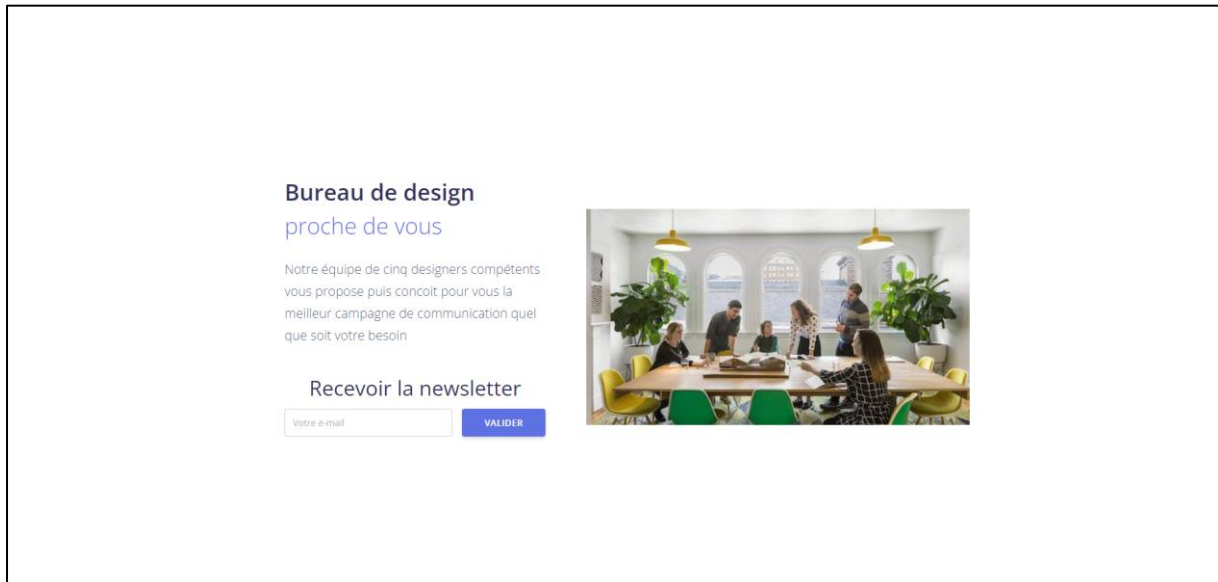 Bureau de design
proche de vous
Notre équipe de cinq designers compétents
vous propose puis concoit pour vous la
meilleur campagne de communication quel
que soit votre besoin
Recevoir la newsletter
Votre e-mail
VALIDER